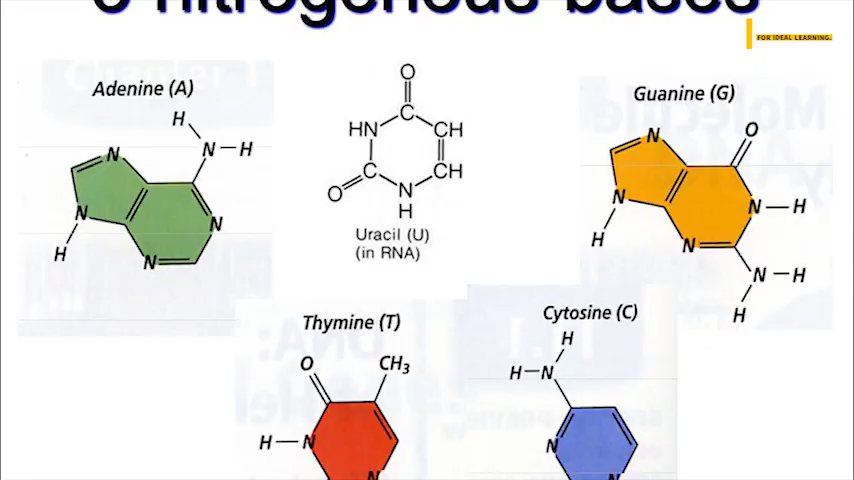 nitrogenous bases
FOR IDEAL LEARNING.
Adenine (A)
H
N–H
N
N
N
N
H
O
HN
CH
C
C
CH
O
N
H
Uracil (U)
(in RNA)
Guanine (G)
N
O
N
N–H
H
N
N–H
H
Thymine (T)
O
CH₃
H–N
N
Cytosine (C)
H
H–N
N
N